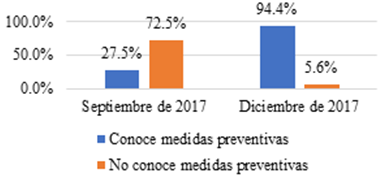 100.0%
94.4%
72.5%
50.0%
27.5%
5.6%
0.0%
Septiembre de 2017 Diciembre de 2017
Conoce medidas preventivas
No conoce medidas preventivas